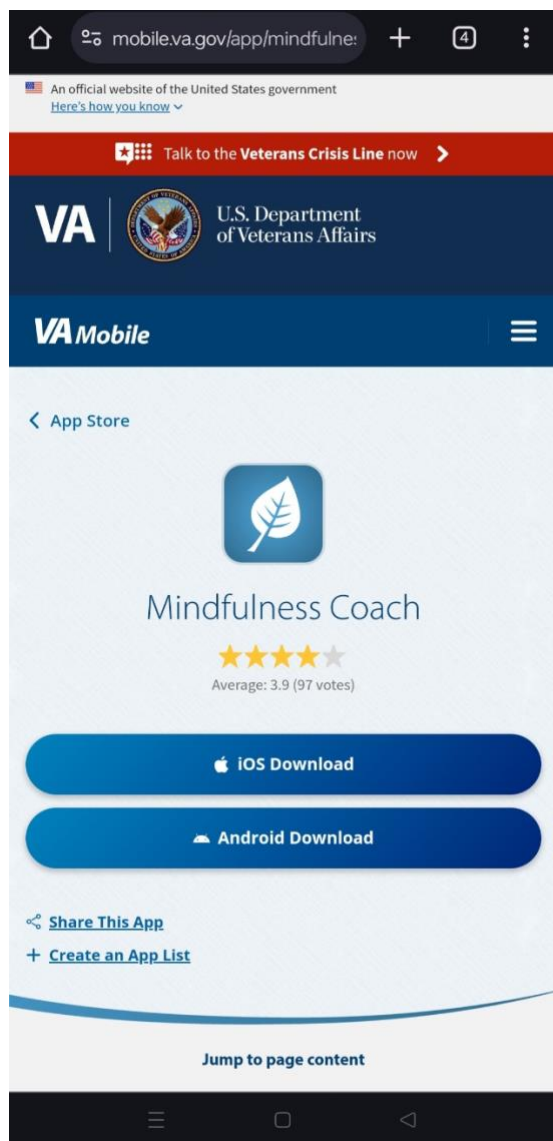 mobile.va.gov/app/mindfulne
4
An official website of the United States government
Here's how you know
Talk to the Veterans Crisis Line now
VA
U.S. Department
of Veterans Affairs
VA Mobile
App Store
Mindfulness Coach
Average: 3.9 (97 votes)
iOS Download
Android Download
Share This App
Create an App List
Jump to page content